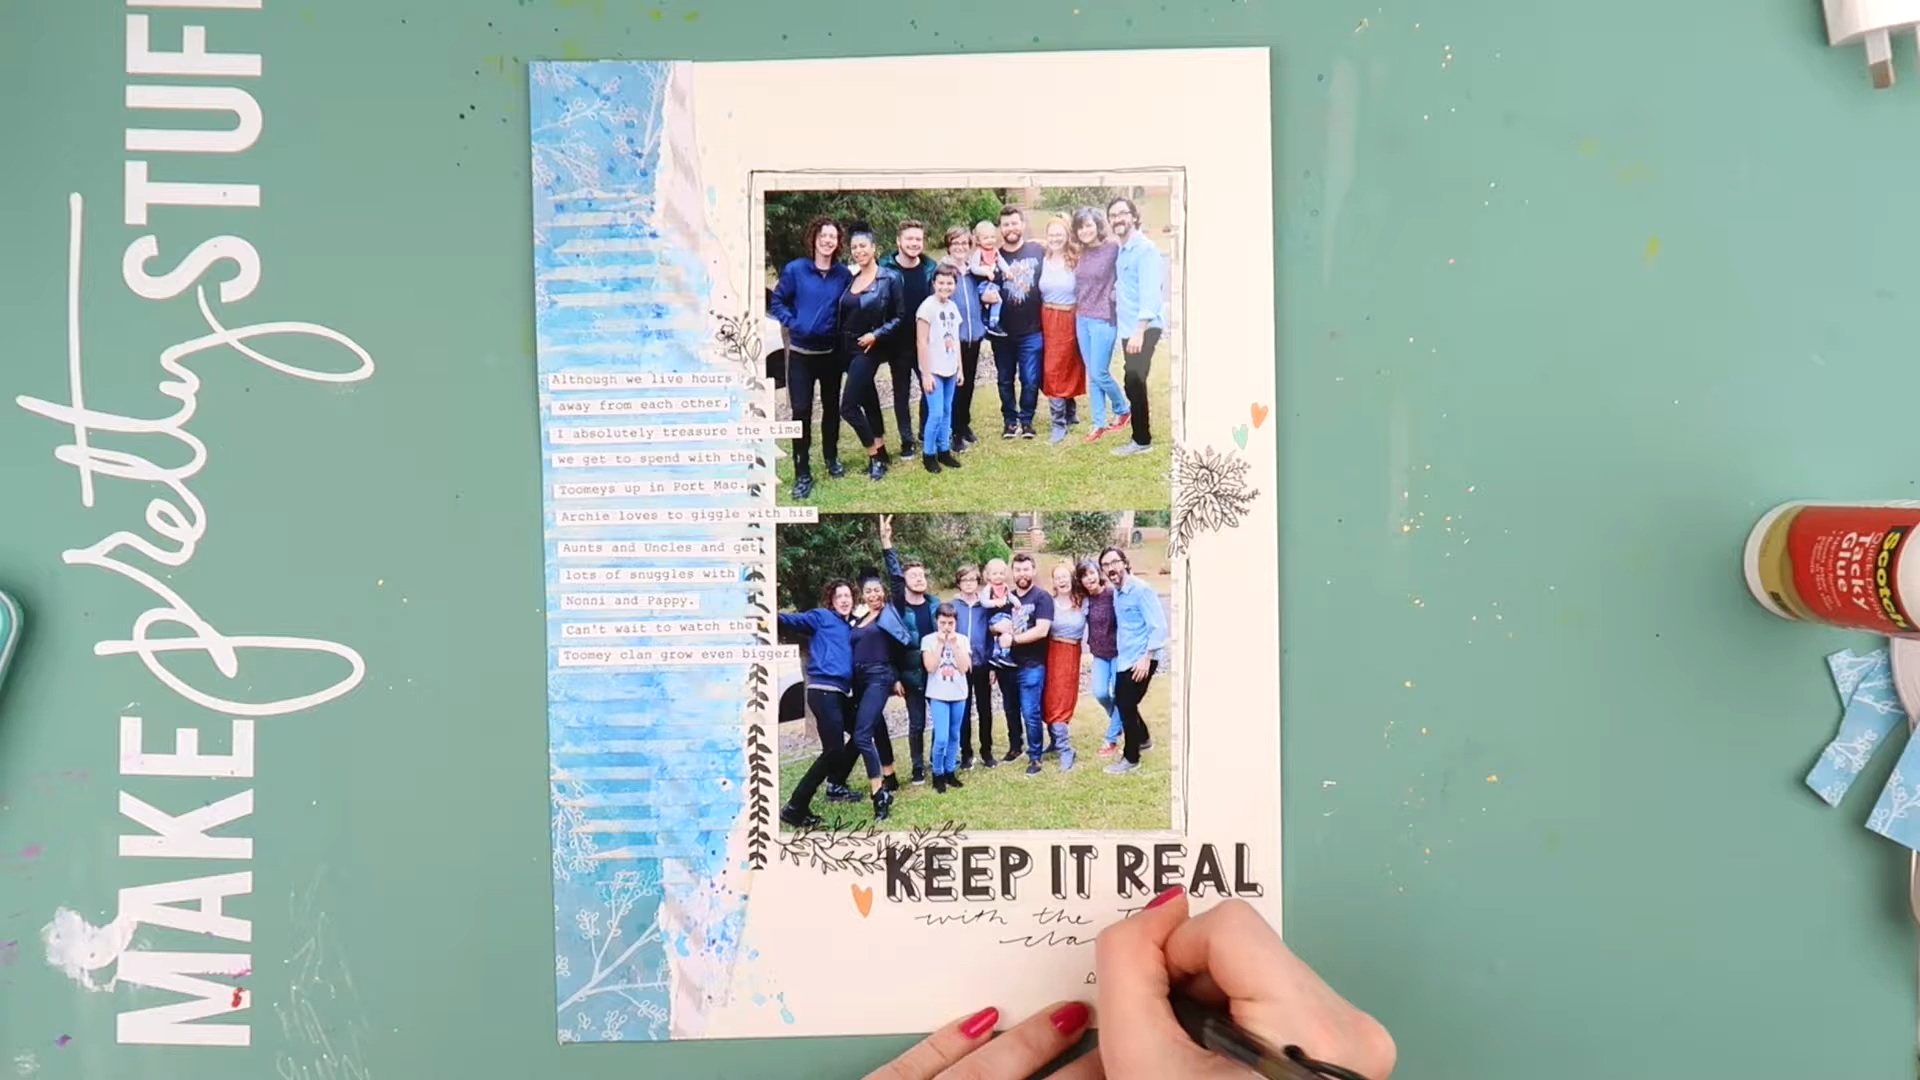 MAKE pretty STUFF
Although we live hours
away from each other,
I absolutely treasure the time
we get to spend with the
Toomeys up in Port Mac.
Archie loves to giggle with his
Aunts and Uncles and get
lots of snuggles with
Nonni and Pappy.
Can't wait to watch the
Toomey clan grow even bigger!
KEEP IT REAL
with the
Scotch
Quick-Drying
Tacky
Glue